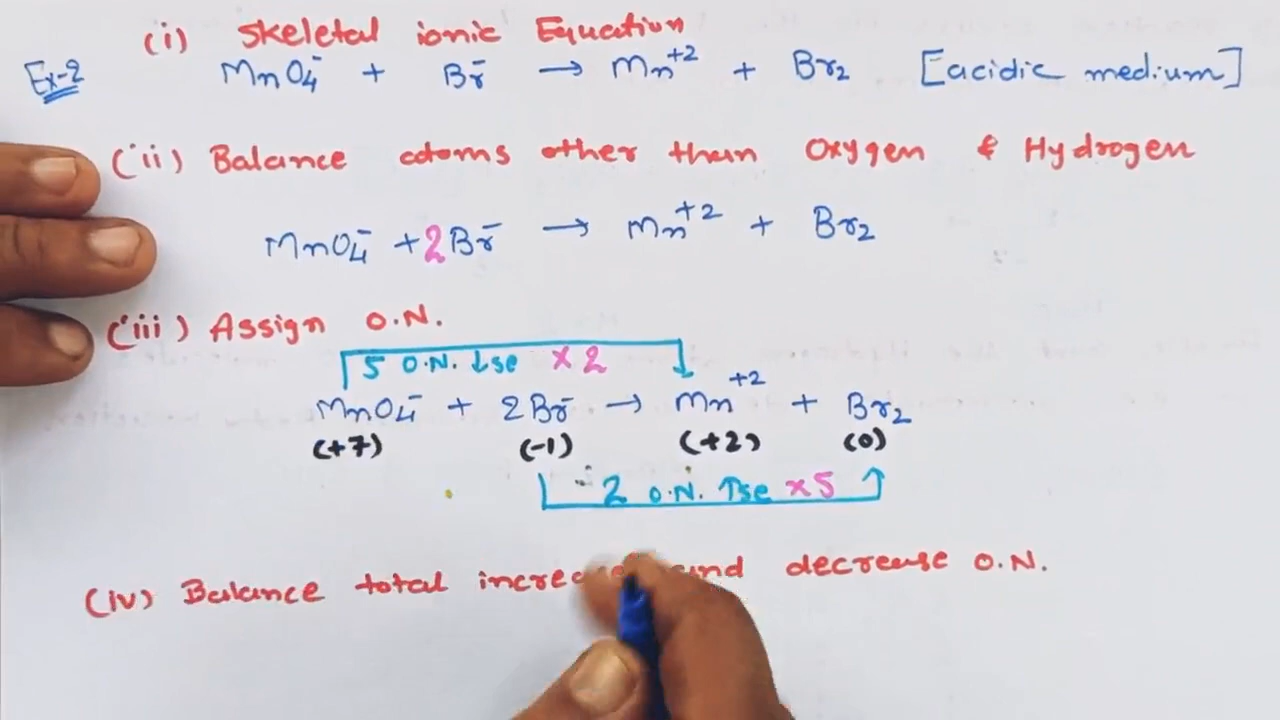 (i) Skeletal ionic Equation
Ex-2 MnO4⁻ + Br⁻ → Mn⁺² + Br2 [acidic medium]
(ii) Balance atoms other than Oxygen & Hydrogen
MnO4⁻ + 2Br⁻ → Mn⁺² + Br2
(iii) Assign O.N.
5 O.N. ↓se × 2
MnO4⁻ + 2Br⁻ → Mn⁺² + Br2
(+7) (-1) (+2) (0)
2 O.N. ↑se × 5
(iv) Balance total and decrease O.N.